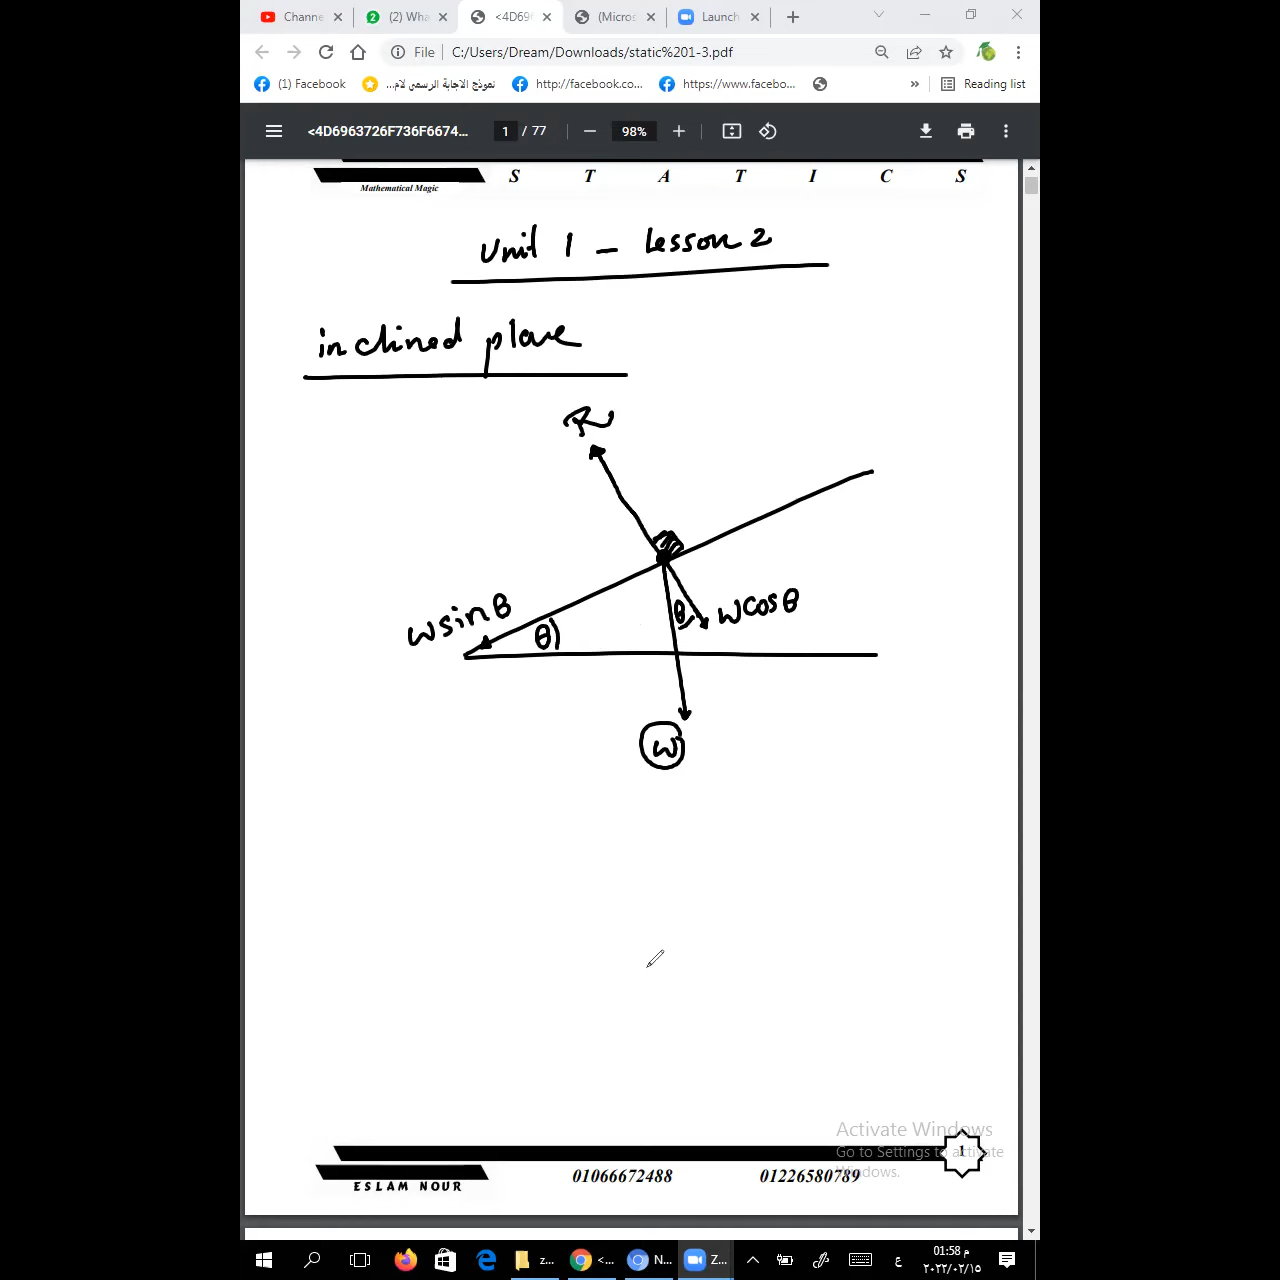 Channe
(2) Wha
<4D69
(Micros
Launch
File | C:/Users/Dream/Downloads/static%201-3.pdf
(1) Facebook
نموذج الاجابة الرسمى لام...
http://facebook.co...
https://www.facebo...
»
Reading list
<4D6963726F736F6674...
1 / 77
98%
S T A T I C S
Mathematical Magic
Unit 1 - Lesson 2
inclined plane
R
W sin θ
θ
θ
W cos θ
W
Activate Windows
Go to Settings to activate
Windows.
1
ESLAM NOUR
01066672488
01226580789
z...
<...
N...
Z...
ع
01:58 م
٢٠٢٢/٠٢/١٥